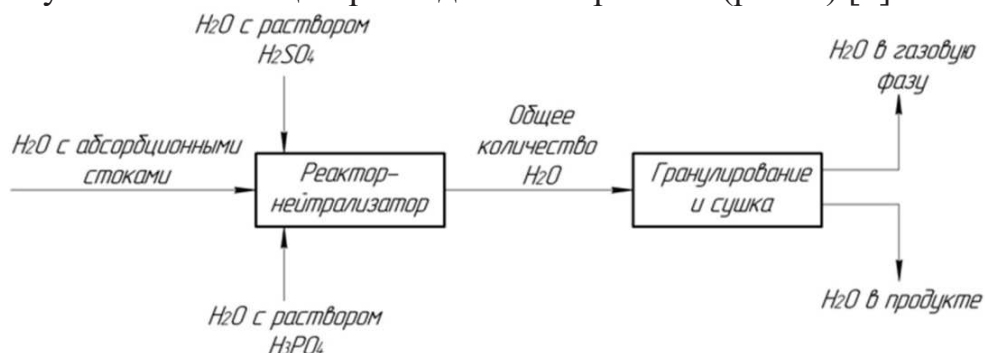 H2O с раствором
H2SO4
H2O с абсорбционными
стоками
Реактор-
нейтрализатор
H2O с раствором
H3PO4
Общее
количество
H2O
Гранулирование
и сушка
H2O в газовую
фазу
H2O в продукте